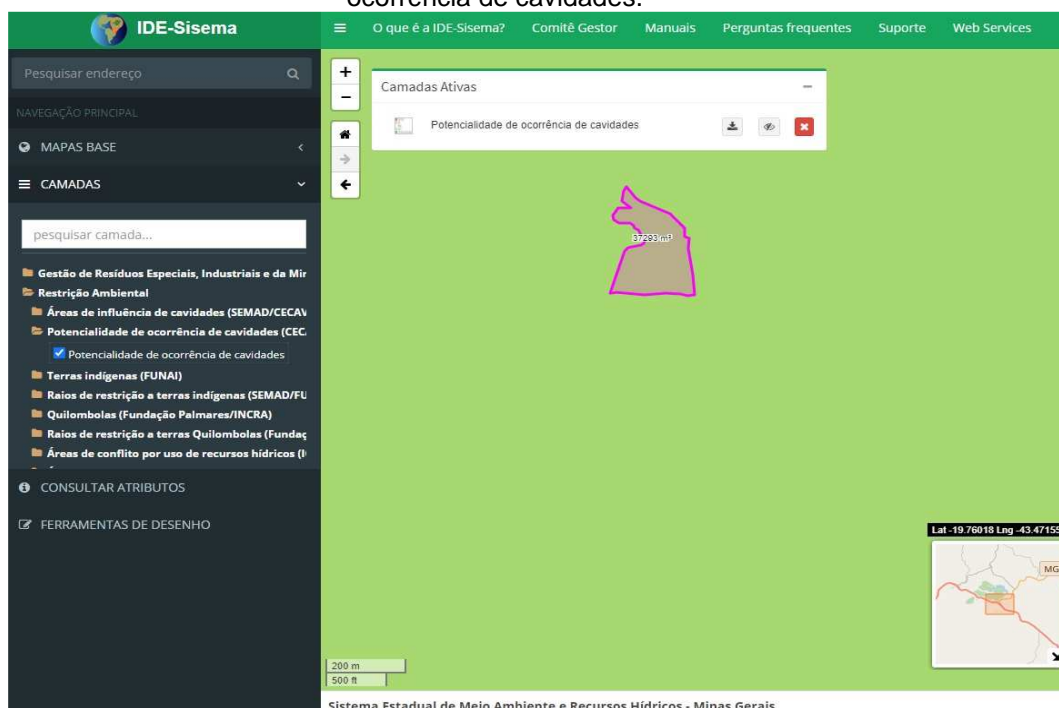 ocorrência de cavidades.
IDE-Sisema
O que é a IDE-Sisema? Comitê Gestor Manuais Perguntas frequentes Suporte Web Services
Pesquisar endereço
NAVEGAÇÃO PRINCIPAL
MAPAS BASE
CAMADAS
pesquisar camada...
Gestão de Resíduos Especiais, Industriais e da Mir
Restrição Ambiental
Áreas de influência de cavidades (SEMAD/CECAV
Potencialidade de ocorrência de cavidades (CEC
Potencialidade de ocorrência de cavidades
Terras indígenas (FUNAI)
Raios de restrição a terras indígenas (SEMAD/FU
Quilombolas (Fundação Palmares/INCRA)
Raios de restrição a terras Quilombolas (Fundaç
Áreas de conflito por uso de recursos hídricos (I
CONSULTAR ATRIBUTOS
FERRAMENTAS DE DESENHO
+
−
Camadas Ativas
Potencialidade de ocorrência de cavidades
37293 m²
Lat -19.76018 Lng -43.47155
MG
200 m
500 ft
Sistema Estadual de Meio Ambiente e Recursos Hídricos - Minas Gerais